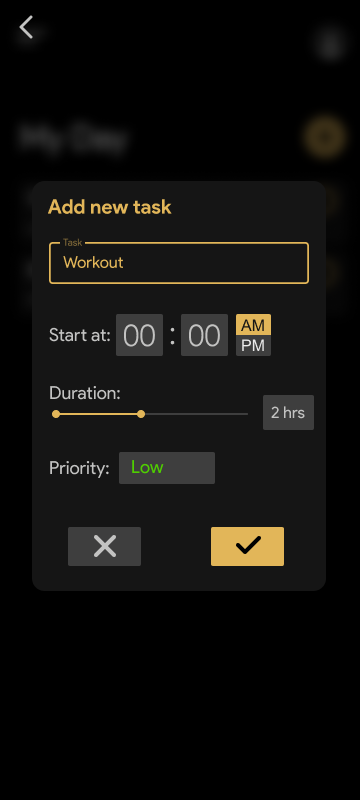 My Day
Add new task
Task
Workout
Start at: 00 : 00 AM
PM
Duration:
2 hrs
Priority: Low